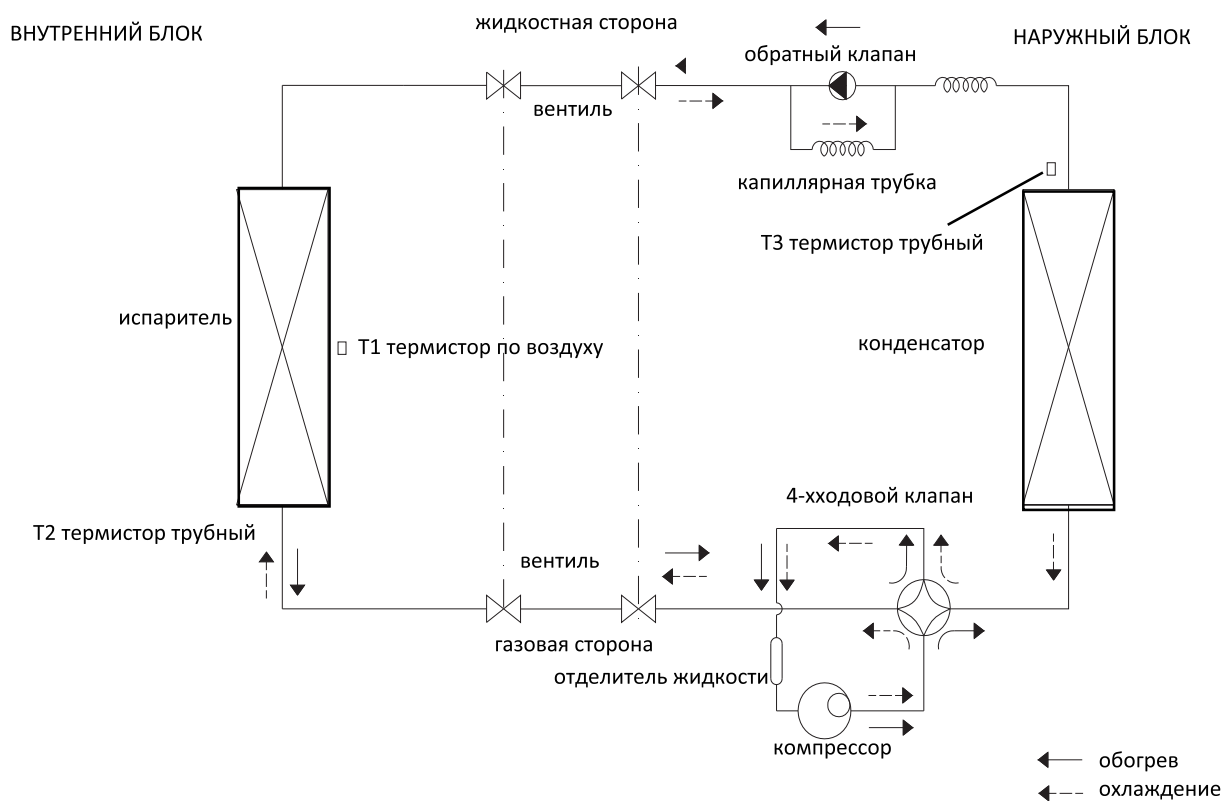 ВНУТРЕННИЙ БЛОК
жидкостная сторона
НАРУЖНЫЙ БЛОК
обратный клапан
вентиль
капиллярная трубка
Т3 термистор трубный
испаритель
Т1 термистор по воздуху
конденсатор
4-хходовой клапан
Т2 термистор трубный
вентиль
газовая сторона
отделитель жидкости
компрессор
обогрев
охлаждение